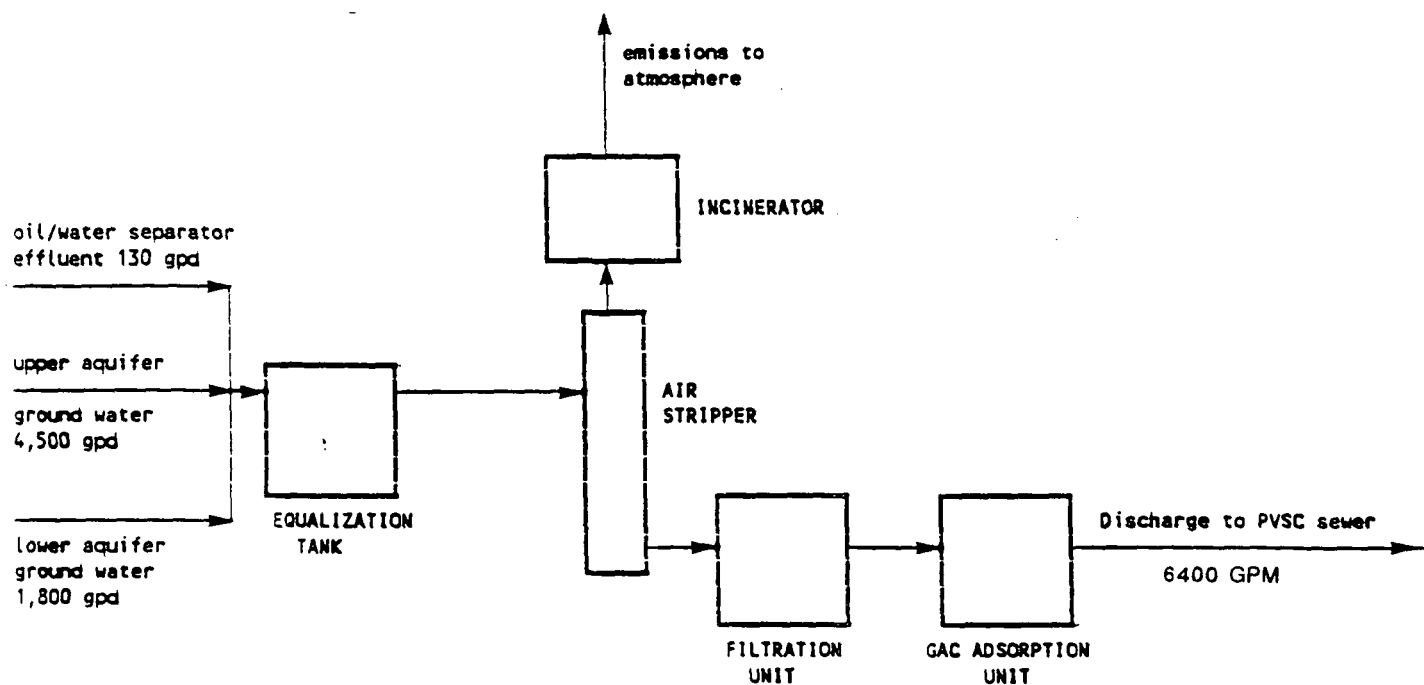 emissions to
atmosphere
INCINERATOR
oil/water separator
effluent 130 gpd
upper aquifer
ground water
4,500 gpd
lower aquifer
ground water
1,800 gpd
EQUALIZATION
TANK
AIR
STRIPPER
FILTRATION
UNIT
GAC ADSORPTION
UNIT
Discharge to PVSC sewer
6400 GPM